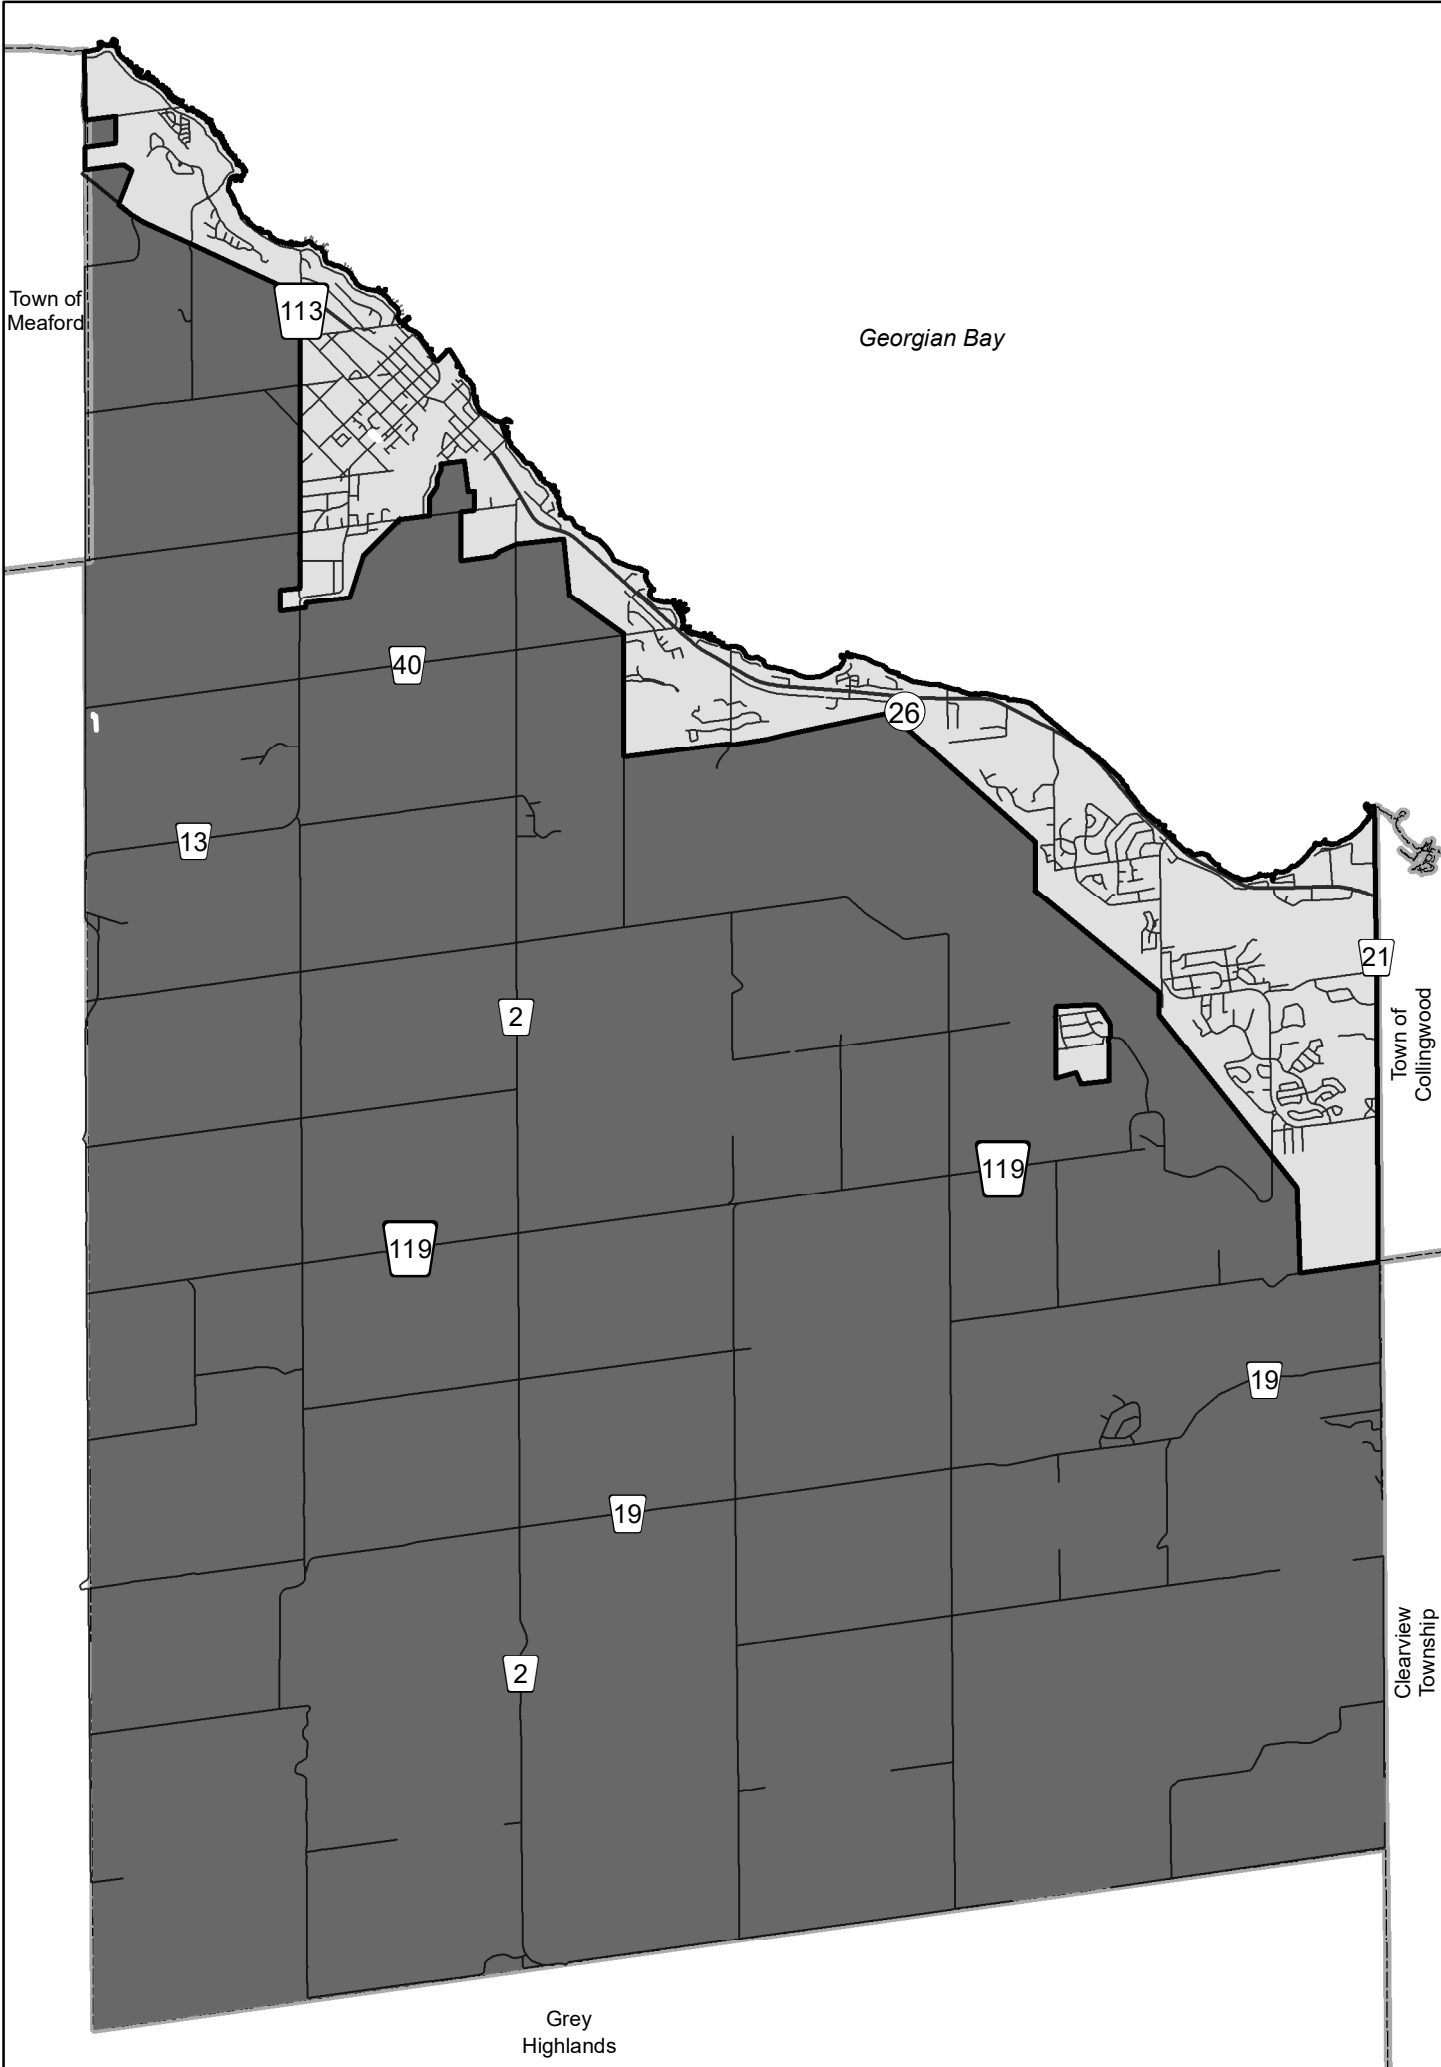 Town of
Meaford
113
Georgian Bay
40
26
13
21
2
Town of
Collingwood
119
119
19
19
2
Clearview
Township
Grey
Highlands